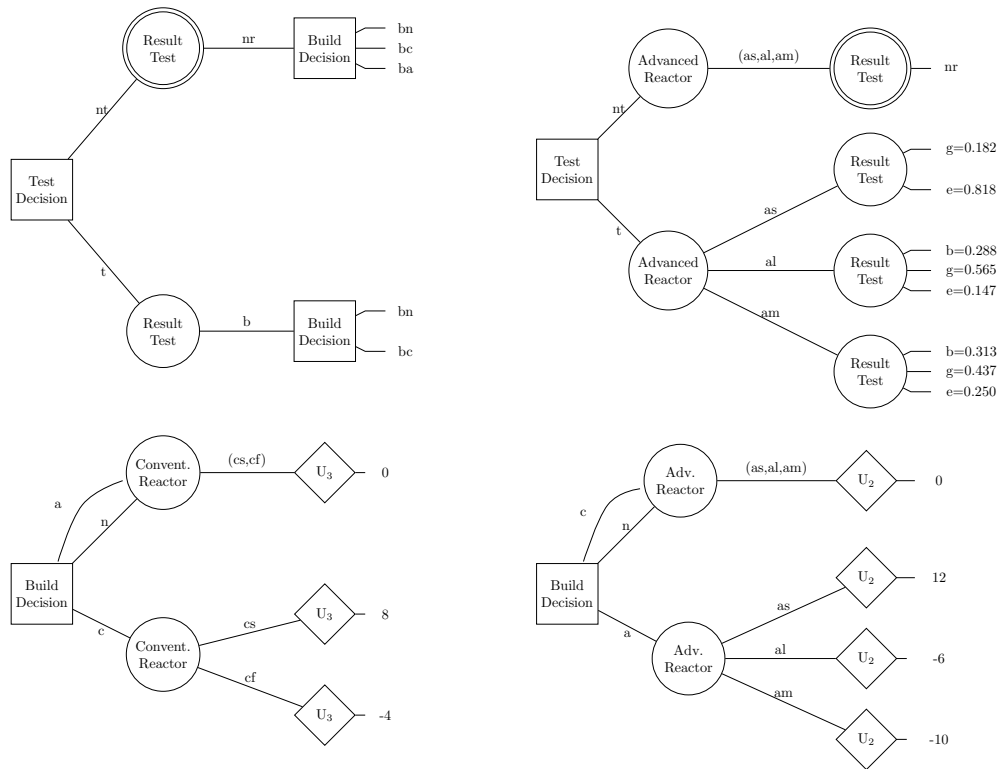 Result
Test
nr
Build
Decision
bn
bc
ba
nt
Test
Decision
t
Result
Test
b
Build
Decision
bn
bc
Advanced
Reactor
(as,al,am)
Result
Test
nr
nt
Test
Decision
t
Advanced
Reactor
as
Result
Test
g=0.182
e=0.818
al
Result
Test
b=0.288
g=0.565
e=0.147
am
Result
Test
b=0.313
g=0.437
e=0.250
Convent.
Reactor
(cs,cf)
U₃
0
a
n
Build
Decision
c
Convent.
Reactor
cs
U₃
8
cf
U₃
-4
Adv.
Reactor
(as,al,am)
U₂
0
c
n
Build
Decision
a
Adv.
Reactor
as
U₂
12
al
U₂
-6
am
U₂
-10